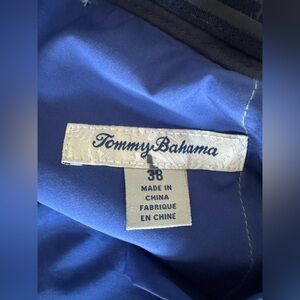 Tommy Bahama
38
MADE IN
CHINA
FABRIQUE
EN CHINE